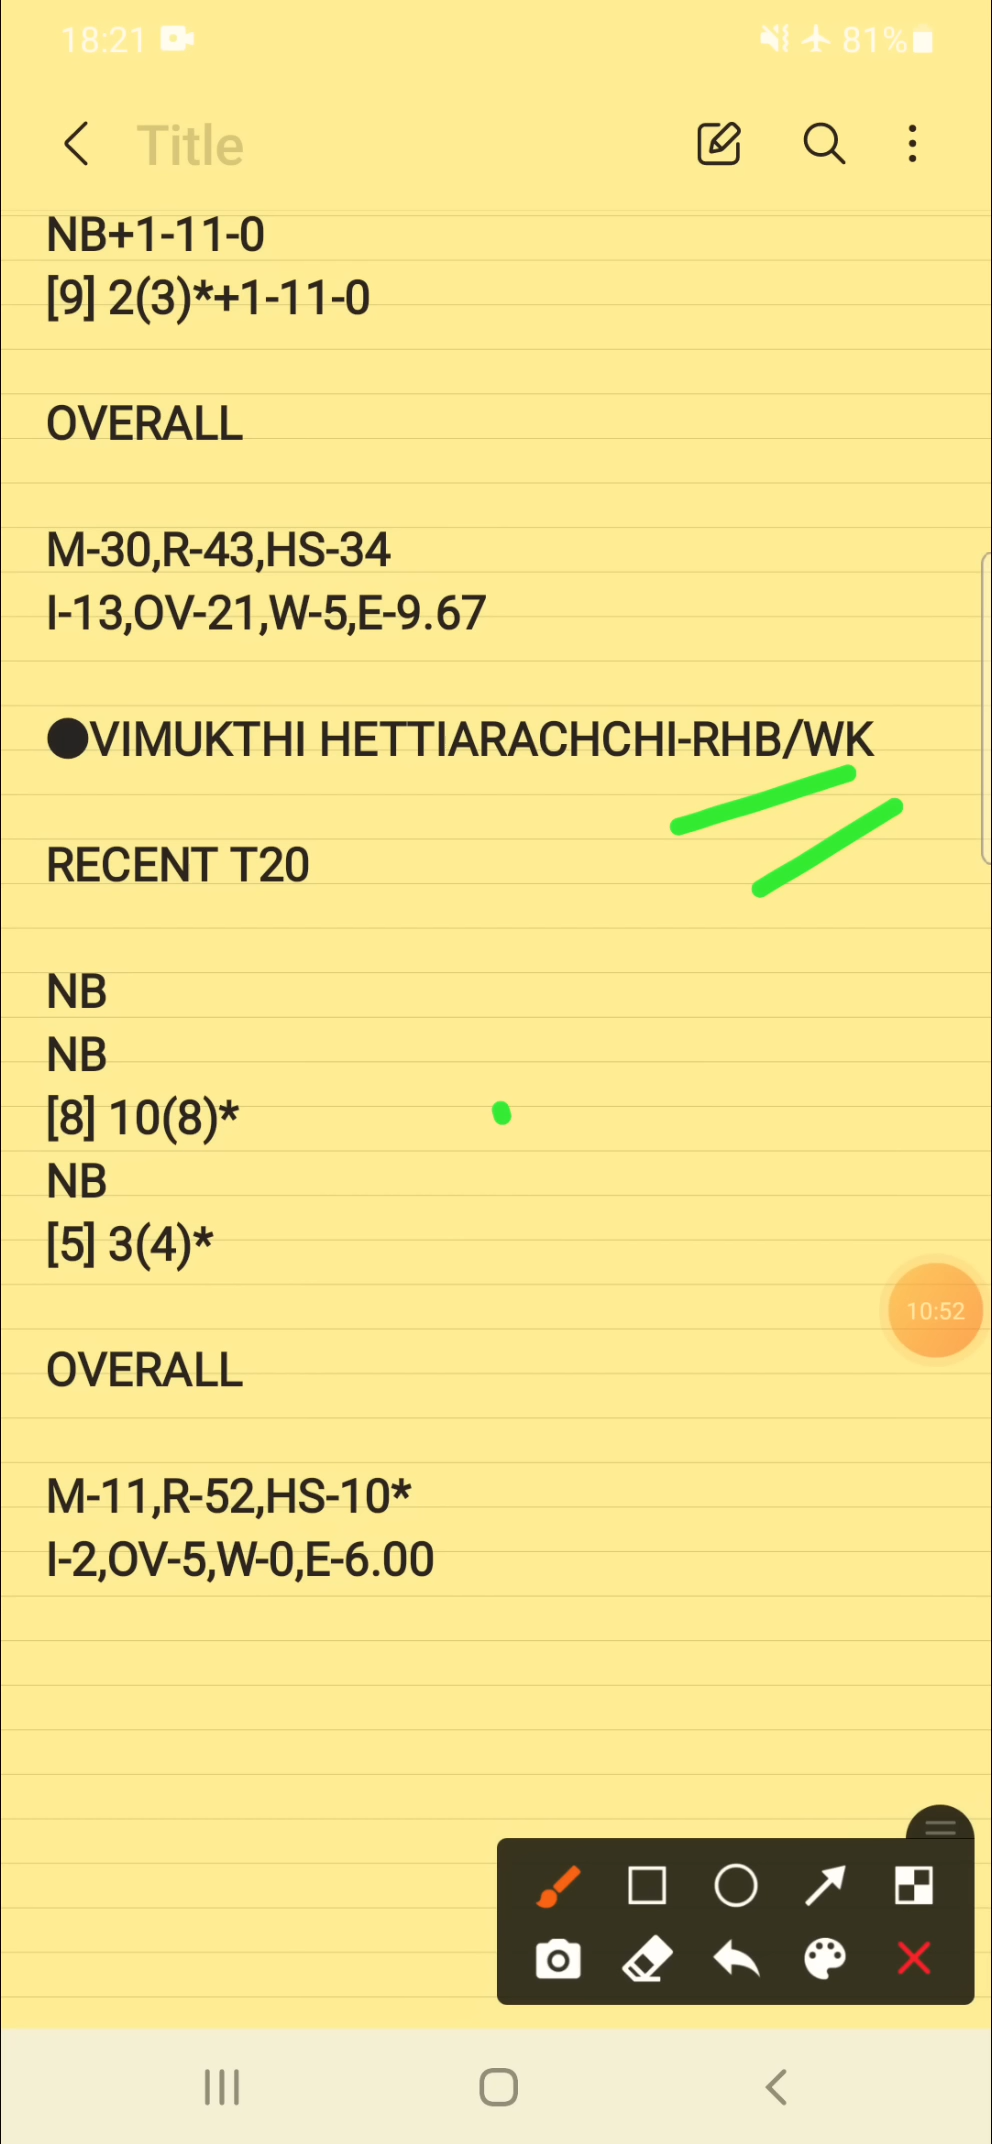 18:21
81%
Title
NB+1-11-0
[9] 2(3)*+1-11-0
OVERALL
M-30,R-43,HS-34
I-13,OV-21,W-5,E-9.67
●VIMUKTHI HETTIARACHCHI-RHB/WK
RECENT T20
NB
NB
[8] 10(8)*
NB
[5] 3(4)*
10:52
OVERALL
M-11,R-52,HS-10*
I-2,OV-5,W-0,E-6.00